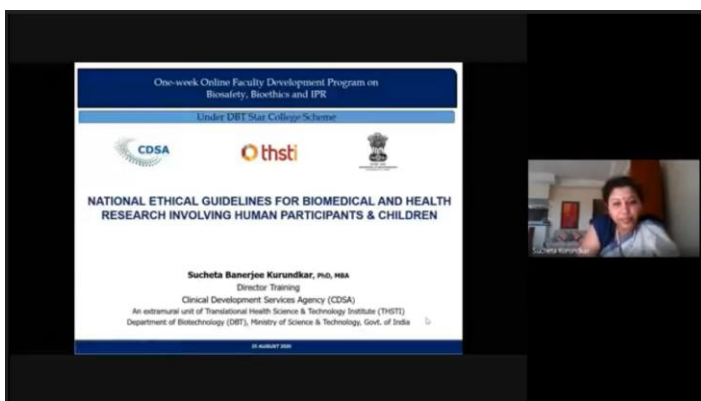 One-week Online Faculty Development Program on
Biosafety, Bioethics and IPR
Under DBT Star College Scheme
CDSA
thsti
NATIONAL ETHICAL GUIDELINES FOR BIOMEDICAL AND HEALTH
RESEARCH INVOLVING HUMAN PARTICIPANTS & CHILDREN
Sucheta Banerjee Kurundkar, PhD, MBA
Director Training
Clinical Development Services Agency (CDSA)
An extramural unit of Translational Health Science & Technology Institute (THSTI)
Department of Biotechnology (DBT), Ministry of Science & Technology, Govt. of India
25 AUGUST 2020
Sucheta Kurundkar